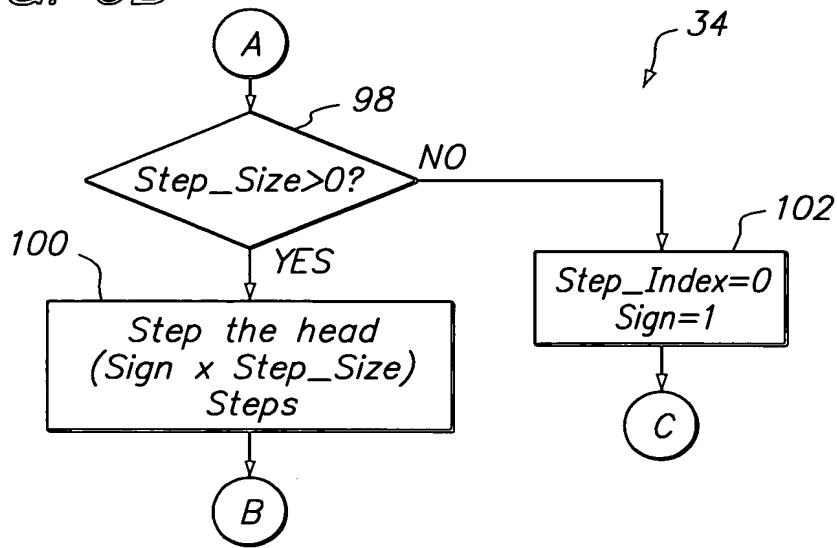 A
34
98
Step_Size>0?
NO
YES
102
100
Step_Index=0
Sign=1
Step the head
(Sign x Step_Size)
Steps
C
B